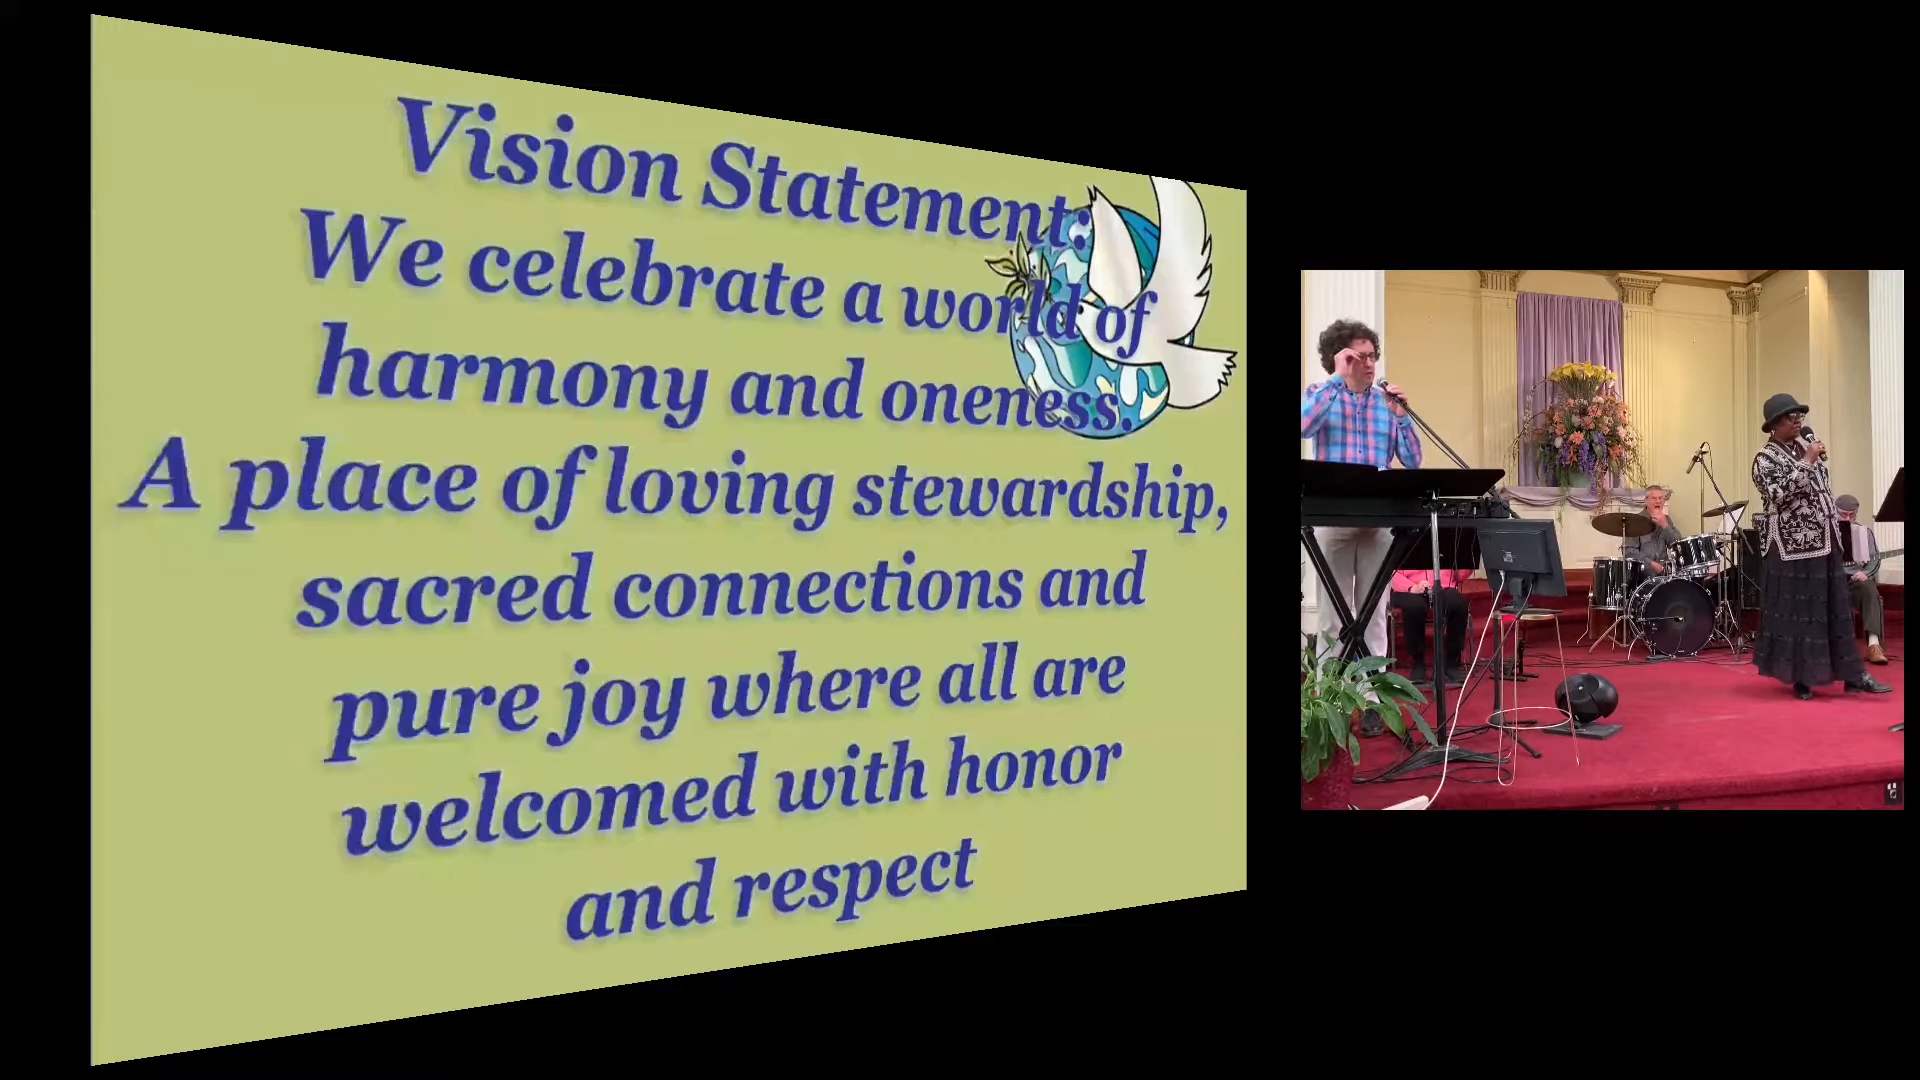 Vision Statement:
We celebrate a world of
harmony and oneness.
A place of loving stewardship,
sacred connections and
pure joy where all are
welcomed with honor
and respect